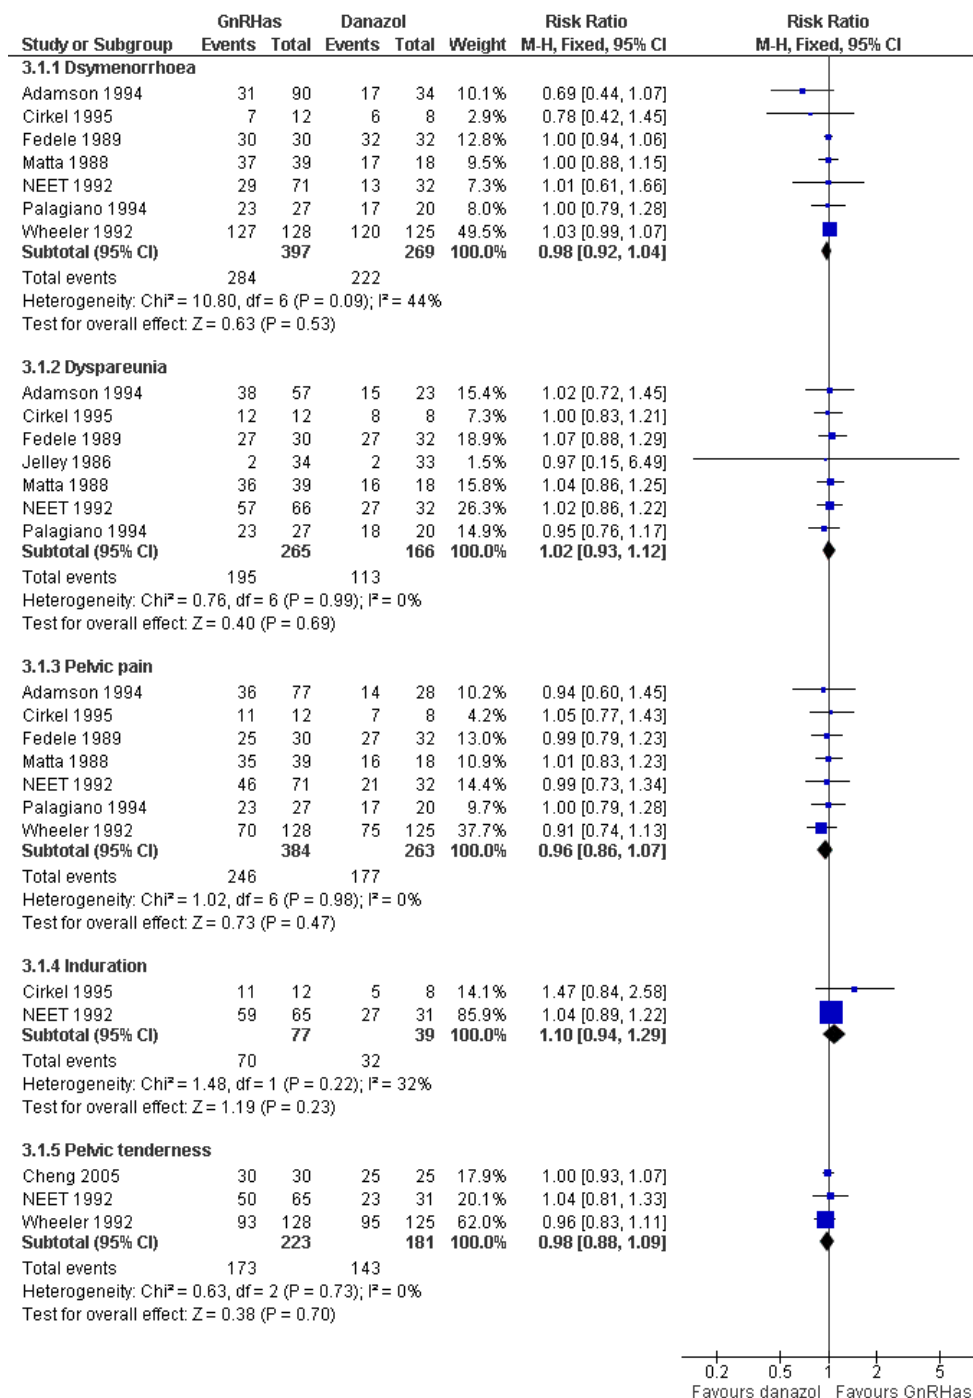 GnRHas Danazol Risk Ratio Risk Ratio
Study or Subgroup Events Total Events Total Weight M-H, Fixed, 95% CI M-H, Fixed, 95% CI
3.1.1 Dsymenorrhoea
Adamson 1994 31 90 17 34 10.1% 0.69 [0.44, 1.07]
Cirkel 1995 7 12 6 8 2.9% 0.78 [0.42, 1.45]
Fedele 1989 30 30 32 32 12.8% 1.00 [0.94, 1.06]
Matta 1988 37 39 17 18 9.5% 1.00 [0.88, 1.15]
NEET 1992 29 71 13 32 7.3% 1.01 [0.61, 1.66]
Palagiano 1994 23 27 17 20 8.0% 1.00 [0.79, 1.28]
Wheeler 1992 127 128 120 125 49.5% 1.03 [0.99, 1.07]
Subtotal (95% CI) 397 269 100.0% 0.98 [0.92, 1.04]
Total events 284 222
Heterogeneity: Chi² = 10.80, df = 6 (P = 0.09); I² = 44%
Test for overall effect: Z = 0.63 (P = 0.53)
3.1.2 Dyspareunia
Adamson 1994 38 57 15 23 15.4% 1.02 [0.72, 1.45]
Cirkel 1995 12 12 8 8 7.3% 1.00 [0.83, 1.21]
Fedele 1989 27 30 27 32 18.9% 1.07 [0.88, 1.29]
Jelley 1986 2 34 2 33 1.5% 0.97 [0.15, 6.49]
Matta 1988 36 39 16 18 15.8% 1.04 [0.86, 1.25]
NEET 1992 57 66 27 32 26.3% 1.02 [0.86, 1.22]
Palagiano 1994 23 27 18 20 14.9% 0.95 [0.76, 1.17]
Subtotal (95% CI) 265 166 100.0% 1.02 [0.93, 1.12]
Total events 195 113
Heterogeneity: Chi² = 0.76, df = 6 (P = 0.99); I² = 0%
Test for overall effect: Z = 0.40 (P = 0.69)
3.1.3 Pelvic pain
Adamson 1994 36 77 14 28 10.2% 0.94 [0.60, 1.45]
Cirkel 1995 11 12 7 8 4.2% 1.05 [0.77, 1.43]
Fedele 1989 25 30 27 32 13.0% 0.99 [0.79, 1.23]
Matta 1988 35 39 16 18 10.9% 1.01 [0.83, 1.23]
NEET 1992 46 71 21 32 14.4% 0.99 [0.73, 1.34]
Palagiano 1994 23 27 17 20 9.7% 1.00 [0.79, 1.28]
Wheeler 1992 70 128 75 125 37.7% 0.91 [0.74, 1.13]
Subtotal (95% CI) 384 263 100.0% 0.96 [0.86, 1.07]
Total events 246 177
Heterogeneity: Chi² = 1.02, df = 6 (P = 0.98); I² = 0%
Test for overall effect: Z = 0.73 (P = 0.47)
3.1.4 Induration
Cirkel 1995 11 12 5 8 14.1% 1.47 [0.84, 2.58]
NEET 1992 59 65 27 31 85.9% 1.04 [0.89, 1.22]
Subtotal (95% CI) 77 39 100.0% 1.10 [0.94, 1.29]
Total events 70 32
Heterogeneity: Chi² = 1.48, df = 1 (P = 0.22); I² = 32%
Test for overall effect: Z = 1.19 (P = 0.23)
3.1.5 Pelvic tenderness
Cheng 2005 30 30 25 25 17.9% 1.00 [0.93, 1.07]
NEET 1992 50 65 23 31 20.1% 1.04 [0.81, 1.33]
Wheeler 1992 93 128 95 125 62.0% 0.96 [0.83, 1.11]
Subtotal (95% CI) 223 181 100.0% 0.98 [0.88, 1.09]
Total events 173 143
Heterogeneity: Chi² = 0.63, df = 2 (P = 0.73); I² = 0%
Test for overall effect: Z = 0.38 (P = 0.70)
0.2 0.5 1 2 5
Favours danazol Favours GnRHas